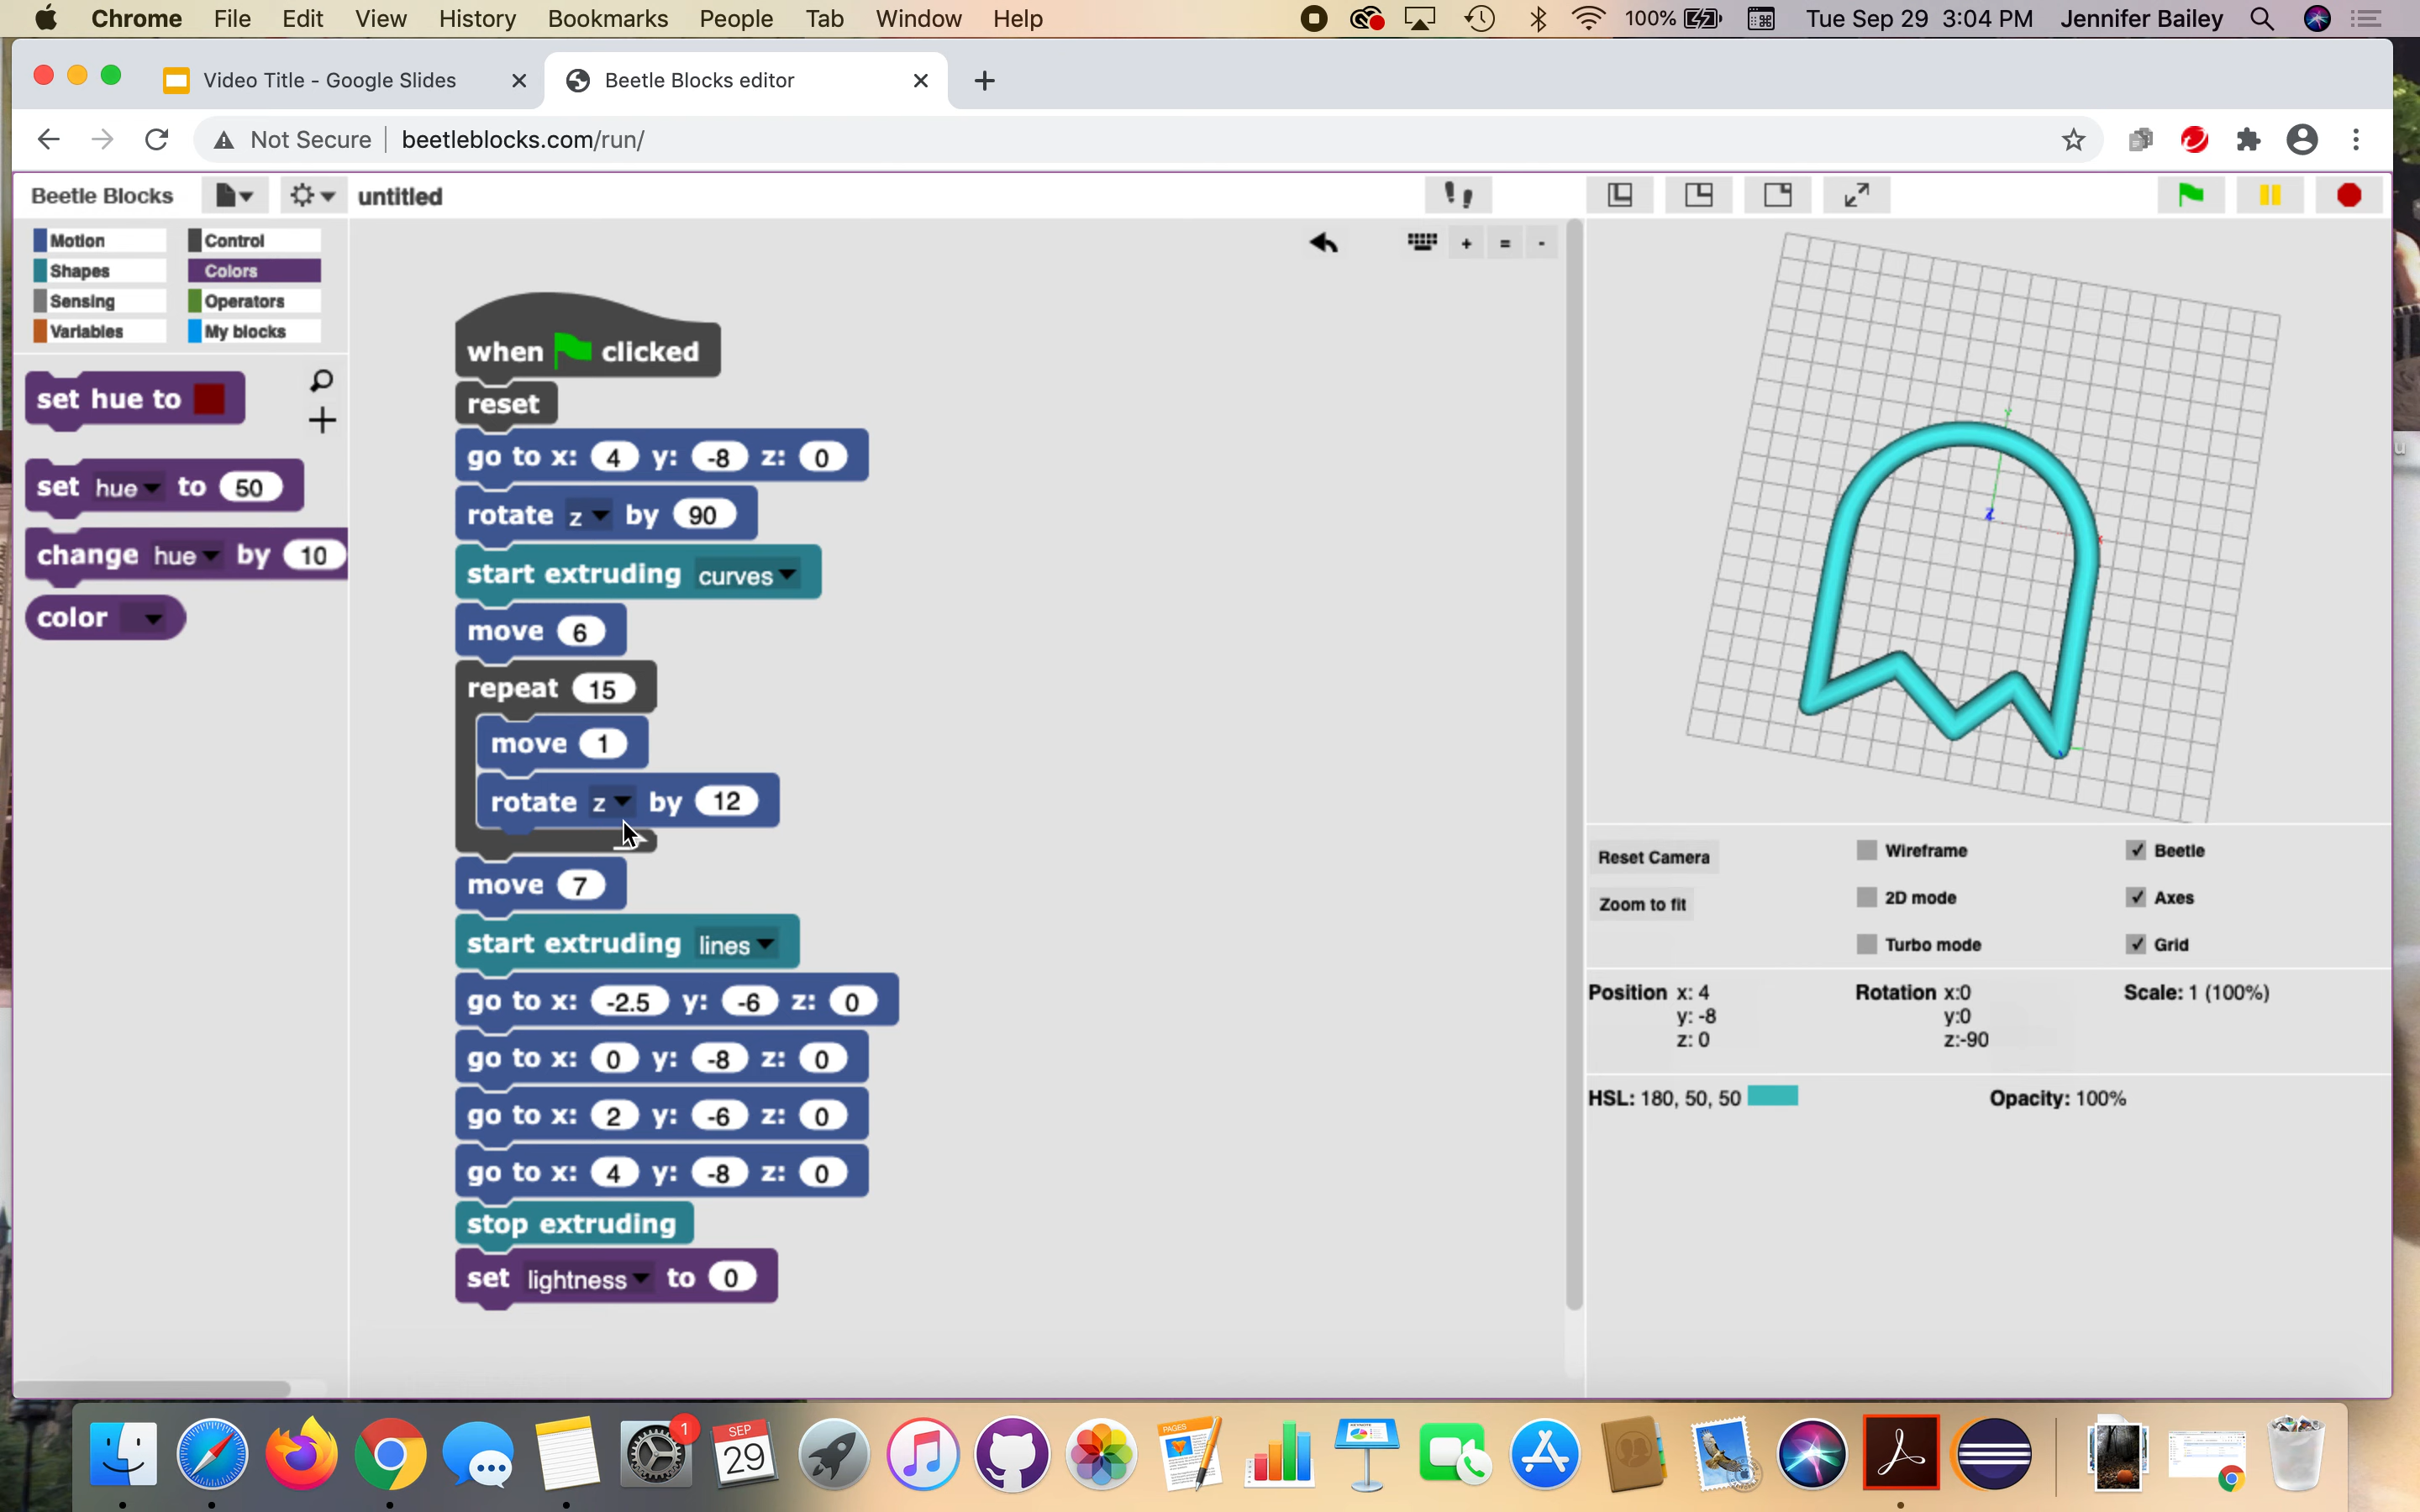 Chrome File Edit View History Bookmarks People Tab Window Help 100% Tue Sep 29 3:04 PM Jennifer Bailey
Video Title - Google Slides
Beetle Blocks editor
Not Secure beetleblocks.com/run/
Beetle Blocks untitled
+ = -
Motion Control
Shapes Colors
Sensing Operators
Variables My blocks
set hue to
set hue to 50
change hue by 10
color
when clicked
reset
go to x: 4 y: -8 z: 0
rotate z by 90
start extruding curves
move 6
repeat 15
move 1
rotate z by 12
move 7
start extruding lines
go to x: -2.5 y: -6 z: 0
go to x: 0 y: -8 z: 0
go to x: 2 y: -6 z: 0
go to x: 4 y: -8 z: 0
stop extruding
set lightness to 0
Y
Z
x
Reset Camera Wireframe Beetle
Zoom to fit 2D mode Axes
Turbo mode Grid
Position x: 4 Rotation x:0 Scale: 1 (100%)
y: -8 y:0
z: 0 z:-90
HSL: 180, 50, 50 Opacity: 100%
1
SEP
29
PAGES
KEYNOTE
u